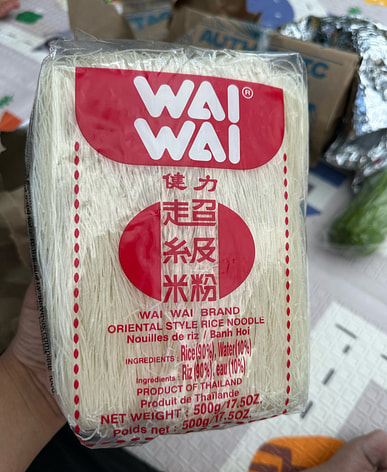 WAI®
WAI
健力
超
級
米粉
WAI WAI BRAND
ORIENTAL STYLE RICE NOODLE
Nouilles de riz / Banh Hoi
INGREDIENTS : Rice (90%), Water(10%)
Ingrédients : Riz (90%), eau (10%)
PRODUCT OF THAILAND
Produit de Thaïlande
NET WEIGHT : 500g/17.5OZ.
Poids net : 500g/17.5OZ.